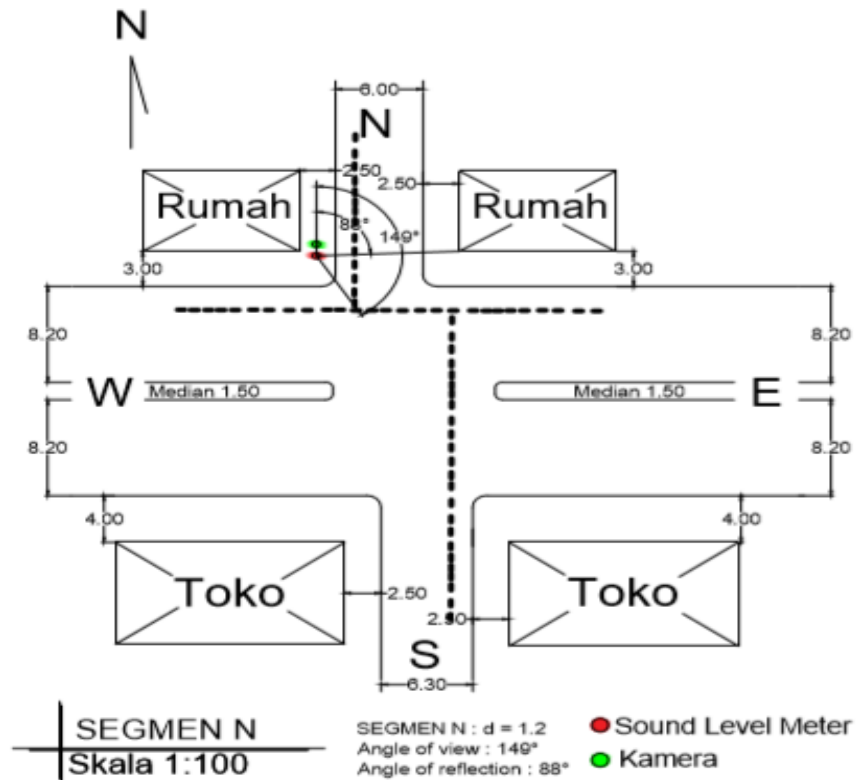 N
6.00
N
2.50
2.50
Rumah
Rumah
88°
149°
3.00
3.00
8.20
8.20
W
Median 1.50
Median 1.50
E
8.20
8.20
4.00
4.00
Toko
Toko
2.50
2.50
S
6.30
SEGMEN N
Skala 1:100
SEGMEN N : d = 1.2
Angle of view : 149°
Angle of reflection : 88°
Sound Level Meter
Kamera